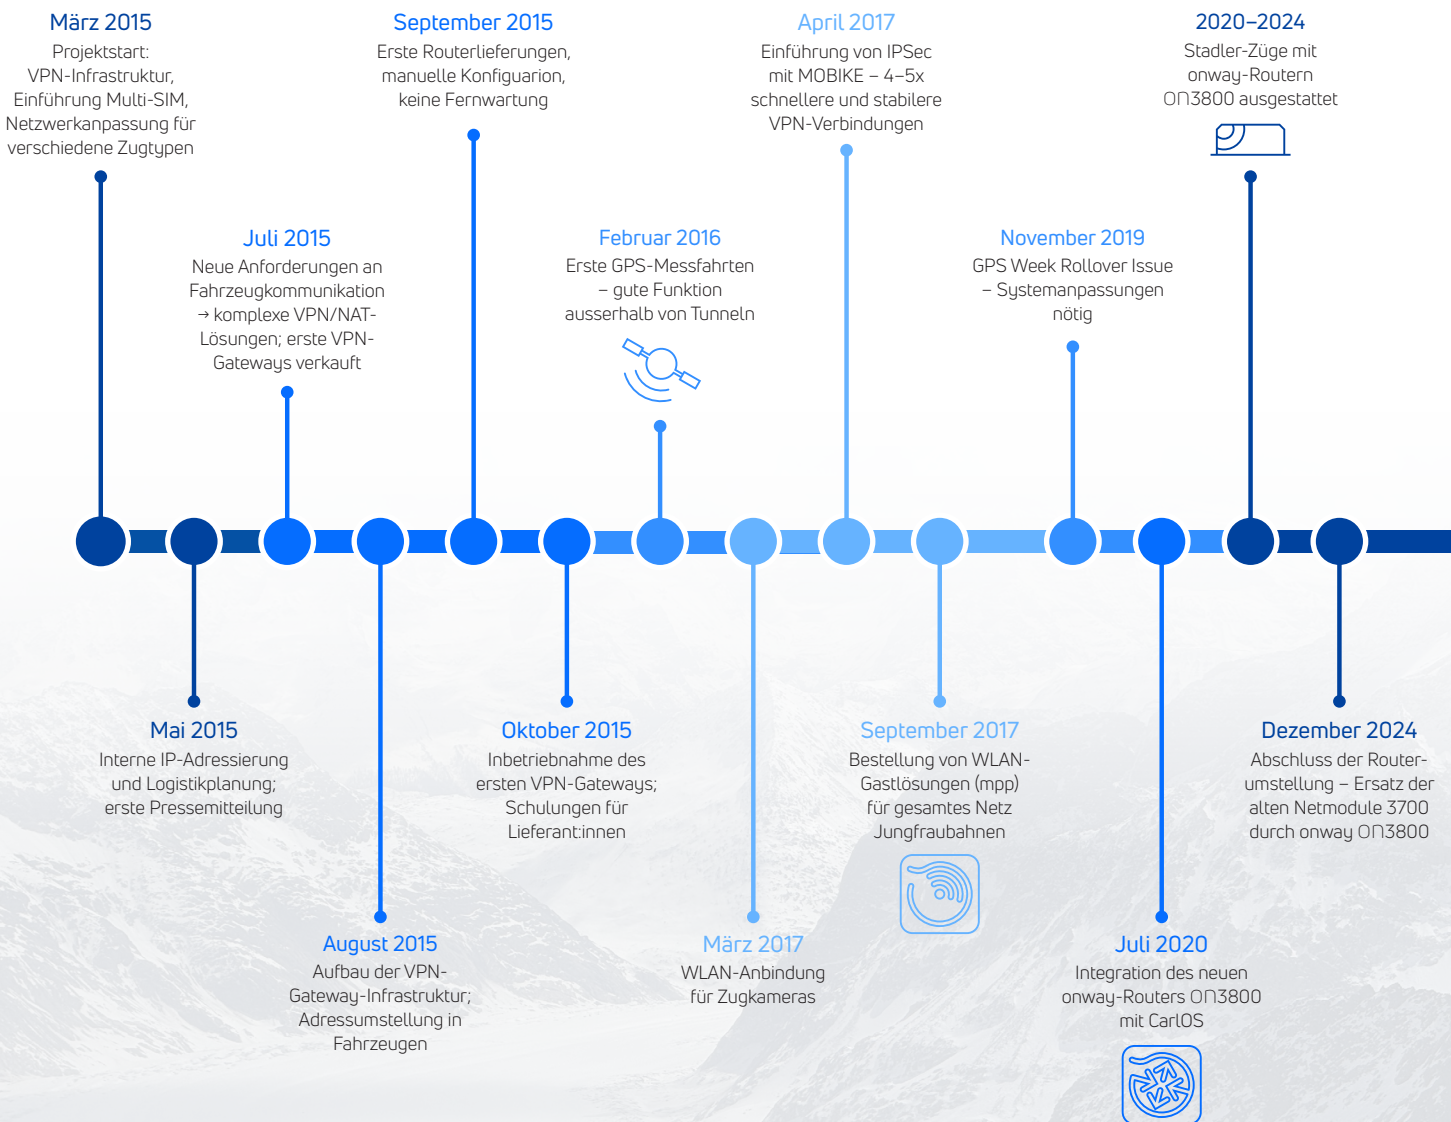 März 2015
Projektstart:
VPN-Infrastruktur,
Einführung Multi-SIM,
Netzwerkanpassung für
verschiedene Zugtypen
Mai 2015
Interne IP-Adressierung
und Logistikplanung;
erste Pressemitteilung
Juli 2015
Neue Anforderungen an
Fahrzeugkommunikation
→ komplexe VPN/NAT-
Lösungen; erste VPN-
Gateways verkauft
August 2015
Aufbau der VPN-
Gateway-Infrastruktur;
Adressumstellung in
Fahrzeugen
September 2015
Erste Routerlieferungen,
manuelle Konfiguarion,
keine Fernwartung
Oktober 2015
Inbetriebnahme des
ersten VPN-Gateways;
Schulungen für
Lieferant:innen
Februar 2016
Erste GPS-Messfahrten
– gute Funktion
ausserhalb von Tunneln
März 2017
WLAN-Anbindung
für Zugkameras
April 2017
Einführung von IPSec
mit MOBIKE – 4–5x
schnellere und stabilere
VPN-Verbindungen
September 2017
Bestellung von WLAN-
Gastlösungen (mpp)
für gesamtes Netz
Jungfraubahnen
November 2019
GPS Week Rollover Issue
– Systemanpassungen
nötig
Juli 2020
Integration des neuen
onway-Routers ON3800
mit CarlOS
2020–2024
Stadler-Züge mit
onway-Routern
ON3800 ausgestattet
Dezember 2024
Abschluss der Router-
umstellung – Ersatz der
alten Netmodule 3700
durch onway ON3800